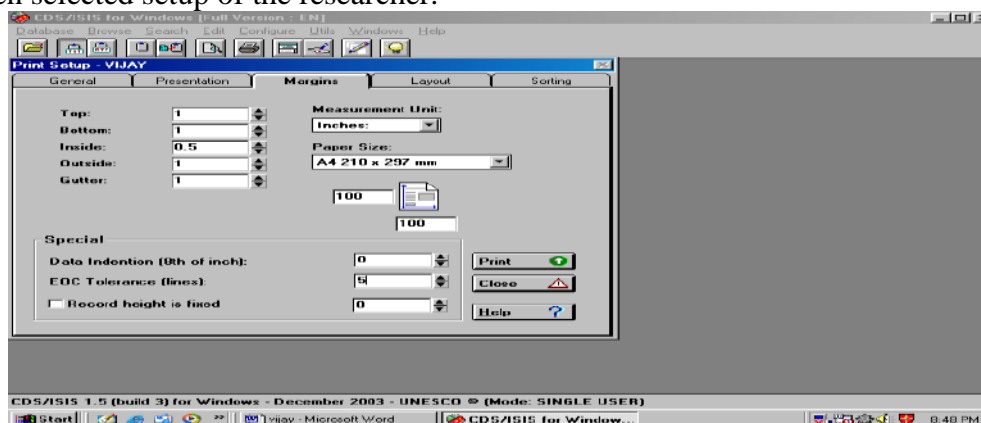 en selected setup of the researcher.
CDS/ISIS for Windows [Full Version : EN]
Database Browse Search Edit Configure Utils Windows Help
Print Setup - VIJAY
General Presentation Margins Layout Sorting
Top: 1
Bottom: 1
Inside: 0.5
Outside: 1
Gutter: 1
Measurement Unit:
Inches:
Paper Size:
A4 210 x 297 mm
100
100
Special
Data Indention (8th of inch): 0
EOC Tolerance (lines): 5
Record height is fixed 0
Print
Close
Help ?
CDS/ISIS 1.5 (build 3) for Windows - December 2003 - UNESCO © (Mode: SINGLE USER)
Start » vijay - Microsoft Word CDS/ISIS for Window... 8:48 PM